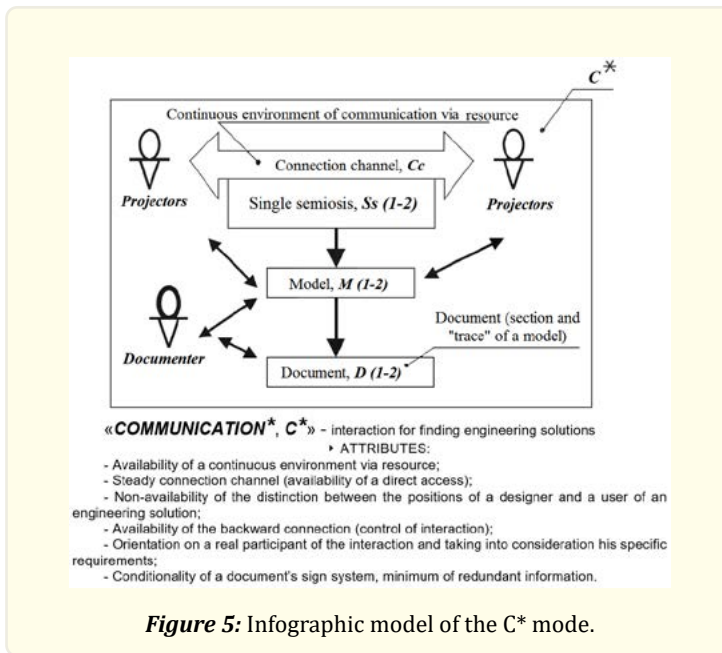 C*
Continuous environment of communication via resource
Connection channel, Cc
Projectors
Single semiosis, Ss (1-2)
Projectors
Model, M (1-2)
Document (section and
"trace" of a model)
Documenter
Document, D (1-2)
«COMMUNICATION*, C*» - interaction for finding engineering solutions
‣ ATTRIBUTES:
- Availability of a continuous environment via resource;
- Steady connection channel (availability of a direct access);
- Non-availability of the distinction between the positions of a designer and a user of an
engineering solution;
- Availability of the backward connection (control of interaction);
- Orientation on a real participant of the interaction and taking into consideration his specific
requirements;
- Conditionality of a document's sign system, minimum of redundant information.
Figure 5: Infographic model of the C* mode.